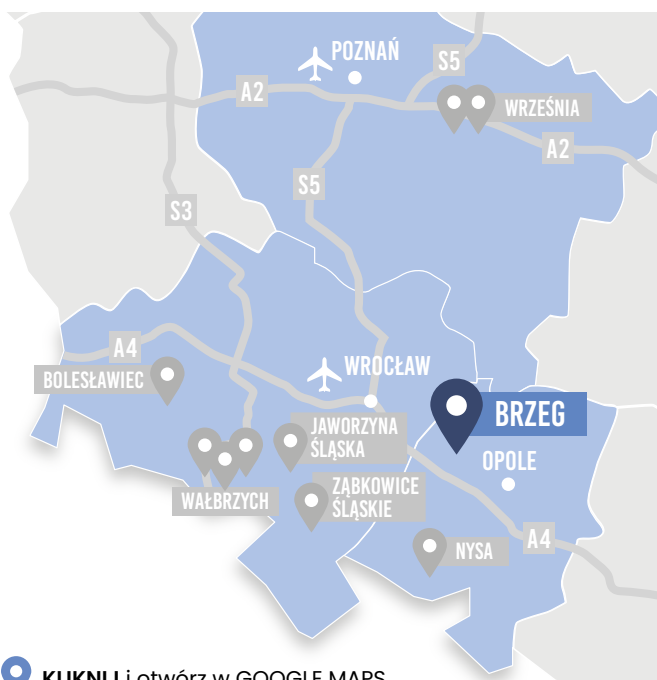 POZNAŃ
S5
A2
WRZEŚNIA
A2
S5
S3
A4
WROCŁAW
BOLESŁAWIEC
BRZEG
JAWORZYNA
ŚLĄSKA
OPOLE
ZĄBKOWICE
ŚLĄSKIE
WAŁBRZYCH
A4
NYSA
KLIKNIJ i otwórz w GOOGLE MAPS